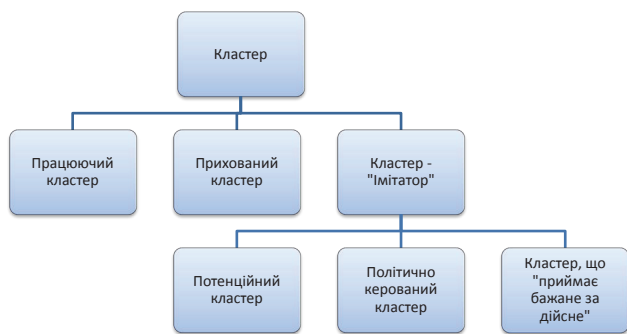 Кластер
Працюючий
кластер
Прихований
кластер
Кластер -
"Імітатор"
Потенційний
кластер
Політично
керований
кластер
Кластер, що
"приймає
бажане за
дійсне"